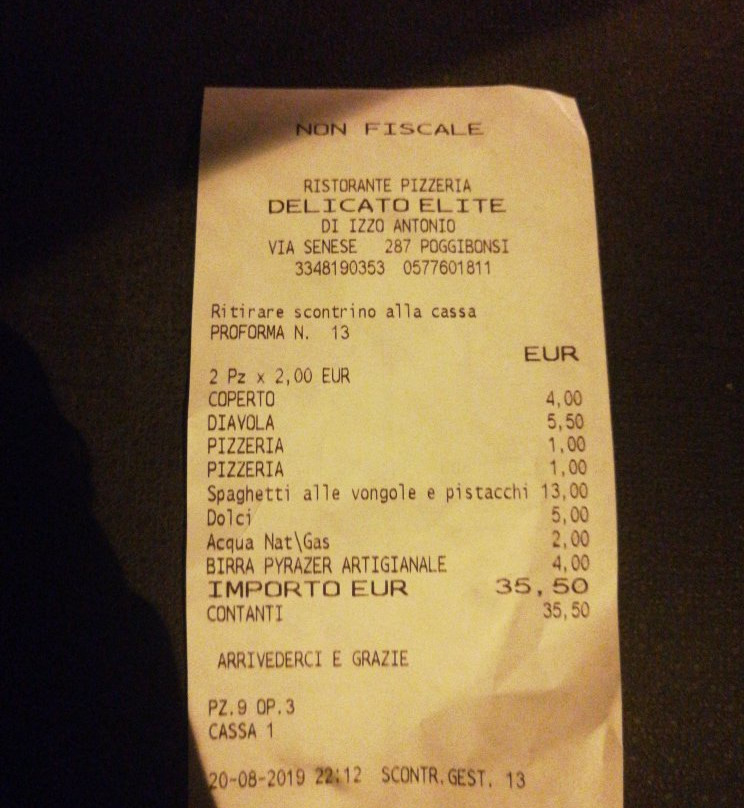 NON FISCALE
RISTORANTE PIZZERIA
DELICATO ELITE
DI IZZO ANTONIO
VIA SENESE 287 POGGIBONSI
3348190353 0577601811
Ritirare scontrino alla cassa
PROFORMA N. 13
EUR
2 Pz x 2,00 EUR
COPERTO 4,00
DIAVOLA 5,50
PIZZERIA 1,00
PIZZERIA 1,00
Spaghetti alle vongole e pistacchi 13,00
Dolci 5,00
Acqua Nat\Gas 2,00
BIRRA PYRAZER ARTIGIANALE 4,00
IMPORTO EUR 35,50
CONTANTI 35,50
ARRIVEDERCI E GRAZIE
PZ.9 OP.3
CASSA 1
20-08-2019 22:12 SCONTR.GEST. 13